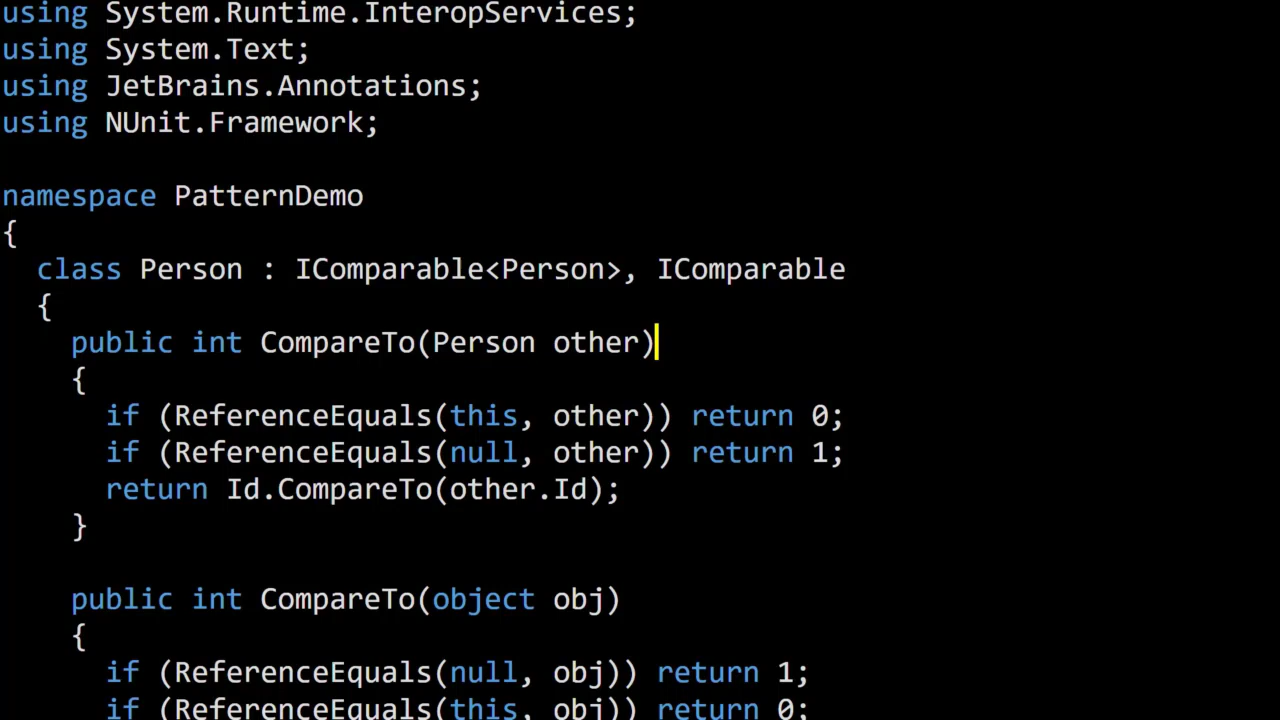 using System.Runtime.InteropServices;
using System.Text;
using JetBrains.Annotations;
using NUnit.Framework;
namespace PatternDemo
{
class Person : IComparable<Person>, IComparable
{
public int CompareTo(Person other)
{
if (ReferenceEquals(this, other)) return 0;
if (ReferenceEquals(null, other)) return 1;
return Id.CompareTo(other.Id);
}
public int CompareTo(object obj)
{
if (ReferenceEquals(null, obj)) return 1;
if (ReferenceEquals(this, obj)) return 0;